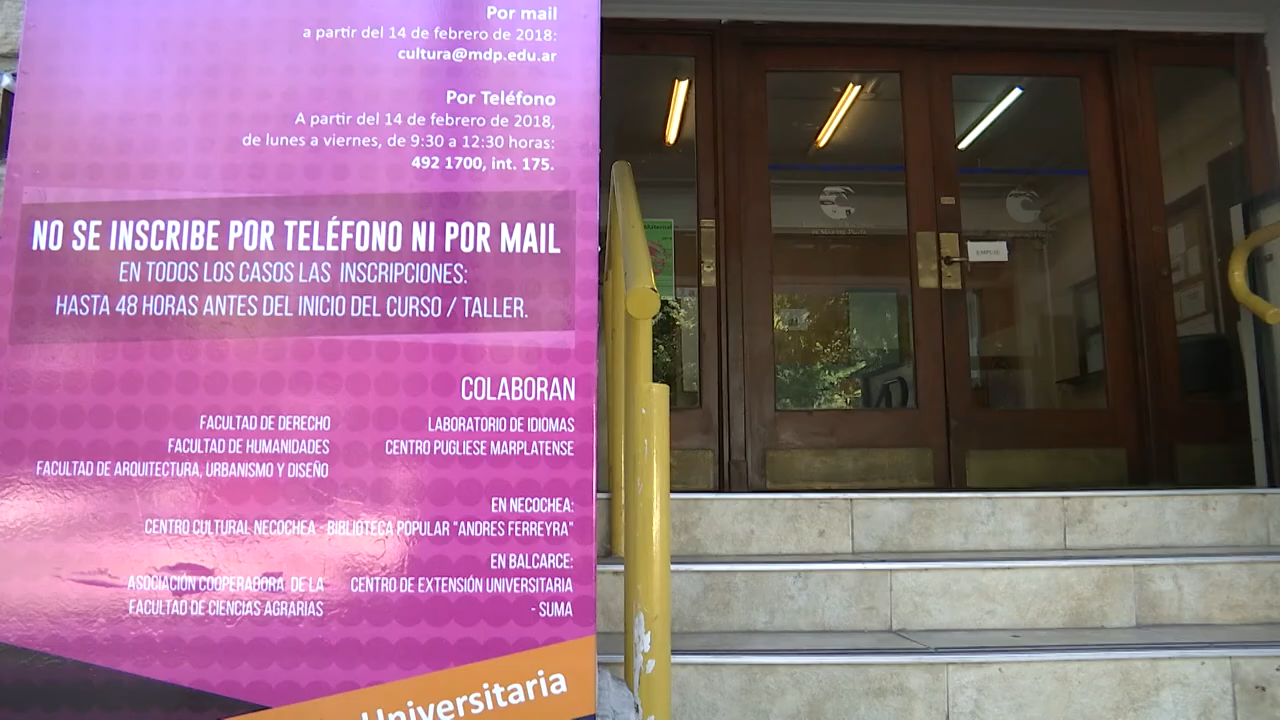 Por mail
a partir del 14 de febrero de 2018:
cultura@mdp.edu.ar
Por Teléfono
A partir del 14 de febrero de 2018,
de lunes a viernes, de 9:30 a 12:30 horas:
492 1700, int. 175.
NO SE INSCRIBE POR TELÉFONO NI POR MAIL
EN TODOS LOS CASOS LAS INSCRIPCIONES:
HASTA 48 HORAS ANTES DEL INICIO DEL CURSO / TALLER.
COLABORAN
FACULTAD DE DERECHO
FACULTAD DE HUMANIDADES
FACULTAD DE ARQUITECTURA, URBANISMO Y DISEÑO
LABORATORIO DE IDIOMAS
CENTRO PUGLIESE MARPLATENSE
EN NECOCHEA:
CENTRO CULTURAL NECOCHEA - BIBLIOTECA POPULAR "ANDRES FERREYRA"
EN BALCARCE:
ASOCIACIÓN COOPERADORA DE LA
FACULTAD DE CIENCIAS AGRARIAS
CENTRO DE EXTENSIÓN UNIVERSITARIA
- SUMA
Universitaria
EMPUJE